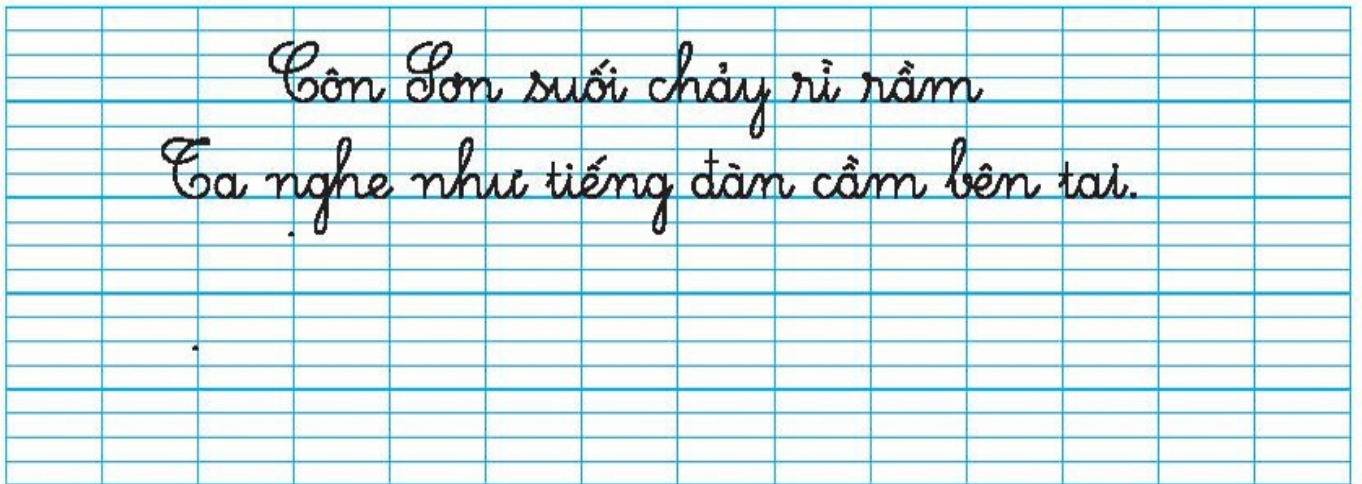 Côn Sơn suối chảy rì rầm
Ta nghe như tiếng đàn cầm bên tai.